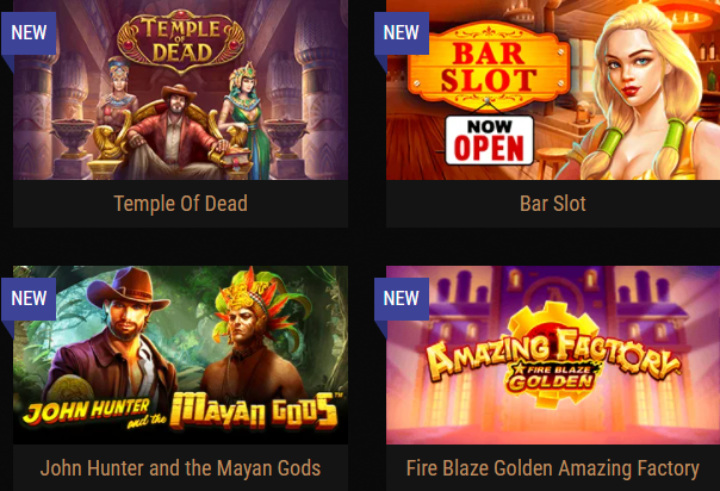 NEW
TEMPLE
OF
DEAD
Temple Of Dead
NEW
BAR
SLOT
NOW
OPEN
Bar Slot
NEW
JOHN HUNTER
and the MAYAN GODS™
John Hunter and the Mayan Gods
NEW
AMAZING FACTORY
FIRE BLAZE
GOLDEN
Fire Blaze Golden Amazing Factory